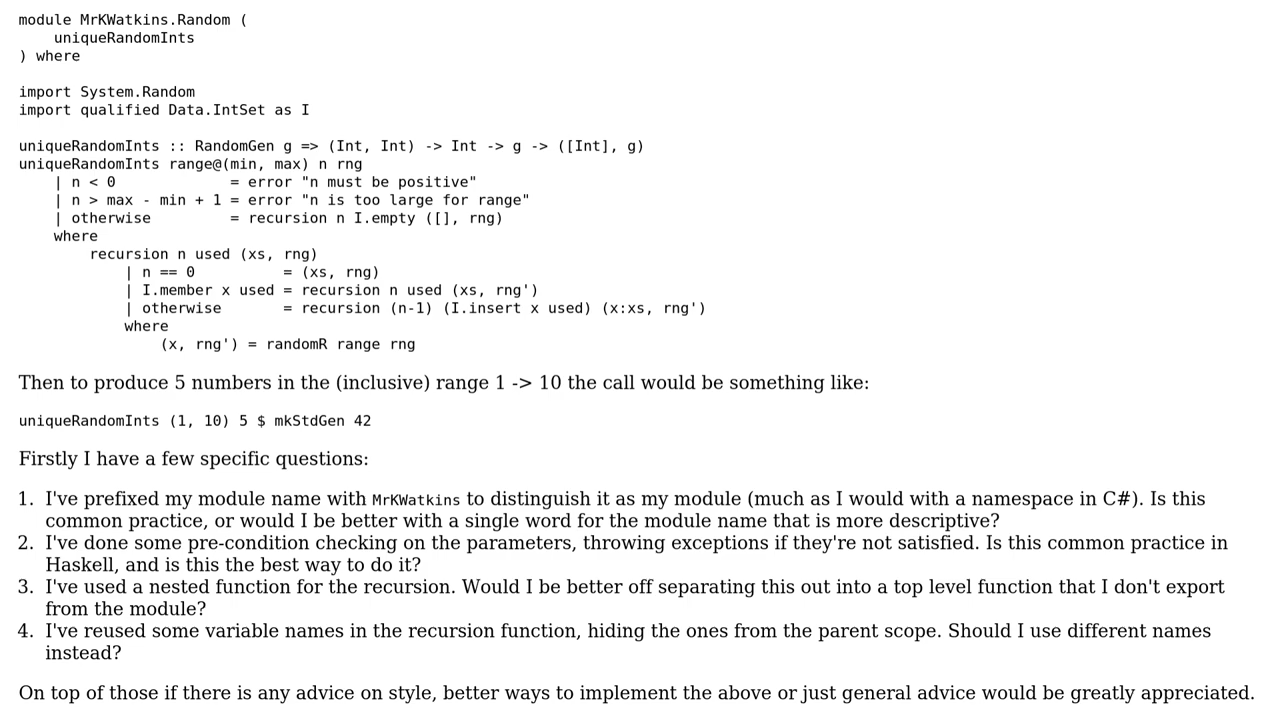 module MrKWatkins.Random (
    uniqueRandomInts
) where

import System.Random
import qualified Data.IntSet as I

uniqueRandomInts :: RandomGen g => (Int, Int) -> Int -> g -> ([Int], g)
uniqueRandomInts range@(min, max) n rng
    | n < 0             = error "n must be positive"
    | n > max - min + 1 = error "n is too large for range"
    | otherwise         = recursion n I.empty ([], rng)
    where
        recursion n used (xs, rng)
            | n == 0          = (xs, rng)
            | I.member x used = recursion n used (xs, rng')
            | otherwise       = recursion (n-1) (I.insert x used) (x:xs, rng')
            where
                (x, rng') = randomR range rng

Then to produce 5 numbers in the (inclusive) range 1 -> 10 the call would be something like:

uniqueRandomInts (1, 10) 5 $ mkStdGen 42

Firstly I have a few specific questions:

1. I've prefixed my module name with MrKWatkins to distinguish it as my module (much as I would with a namespace in C#). Is this
common practice, or would I be better with a single word for the module name that is more descriptive?
2. I've done some pre-condition checking on the parameters, throwing exceptions if they're not satisfied. Is this common practice in
Haskell, and is this the best way to do it?
3. I've used a nested function for the recursion. Would I be better off separating this out into a top level function that I don't export
from the module?
4. I've reused some variable names in the recursion function, hiding the ones from the parent scope. Should I use different names
instead?

On top of those if there is any advice on style, better ways to implement the above or just general advice would be greatly appreciated.